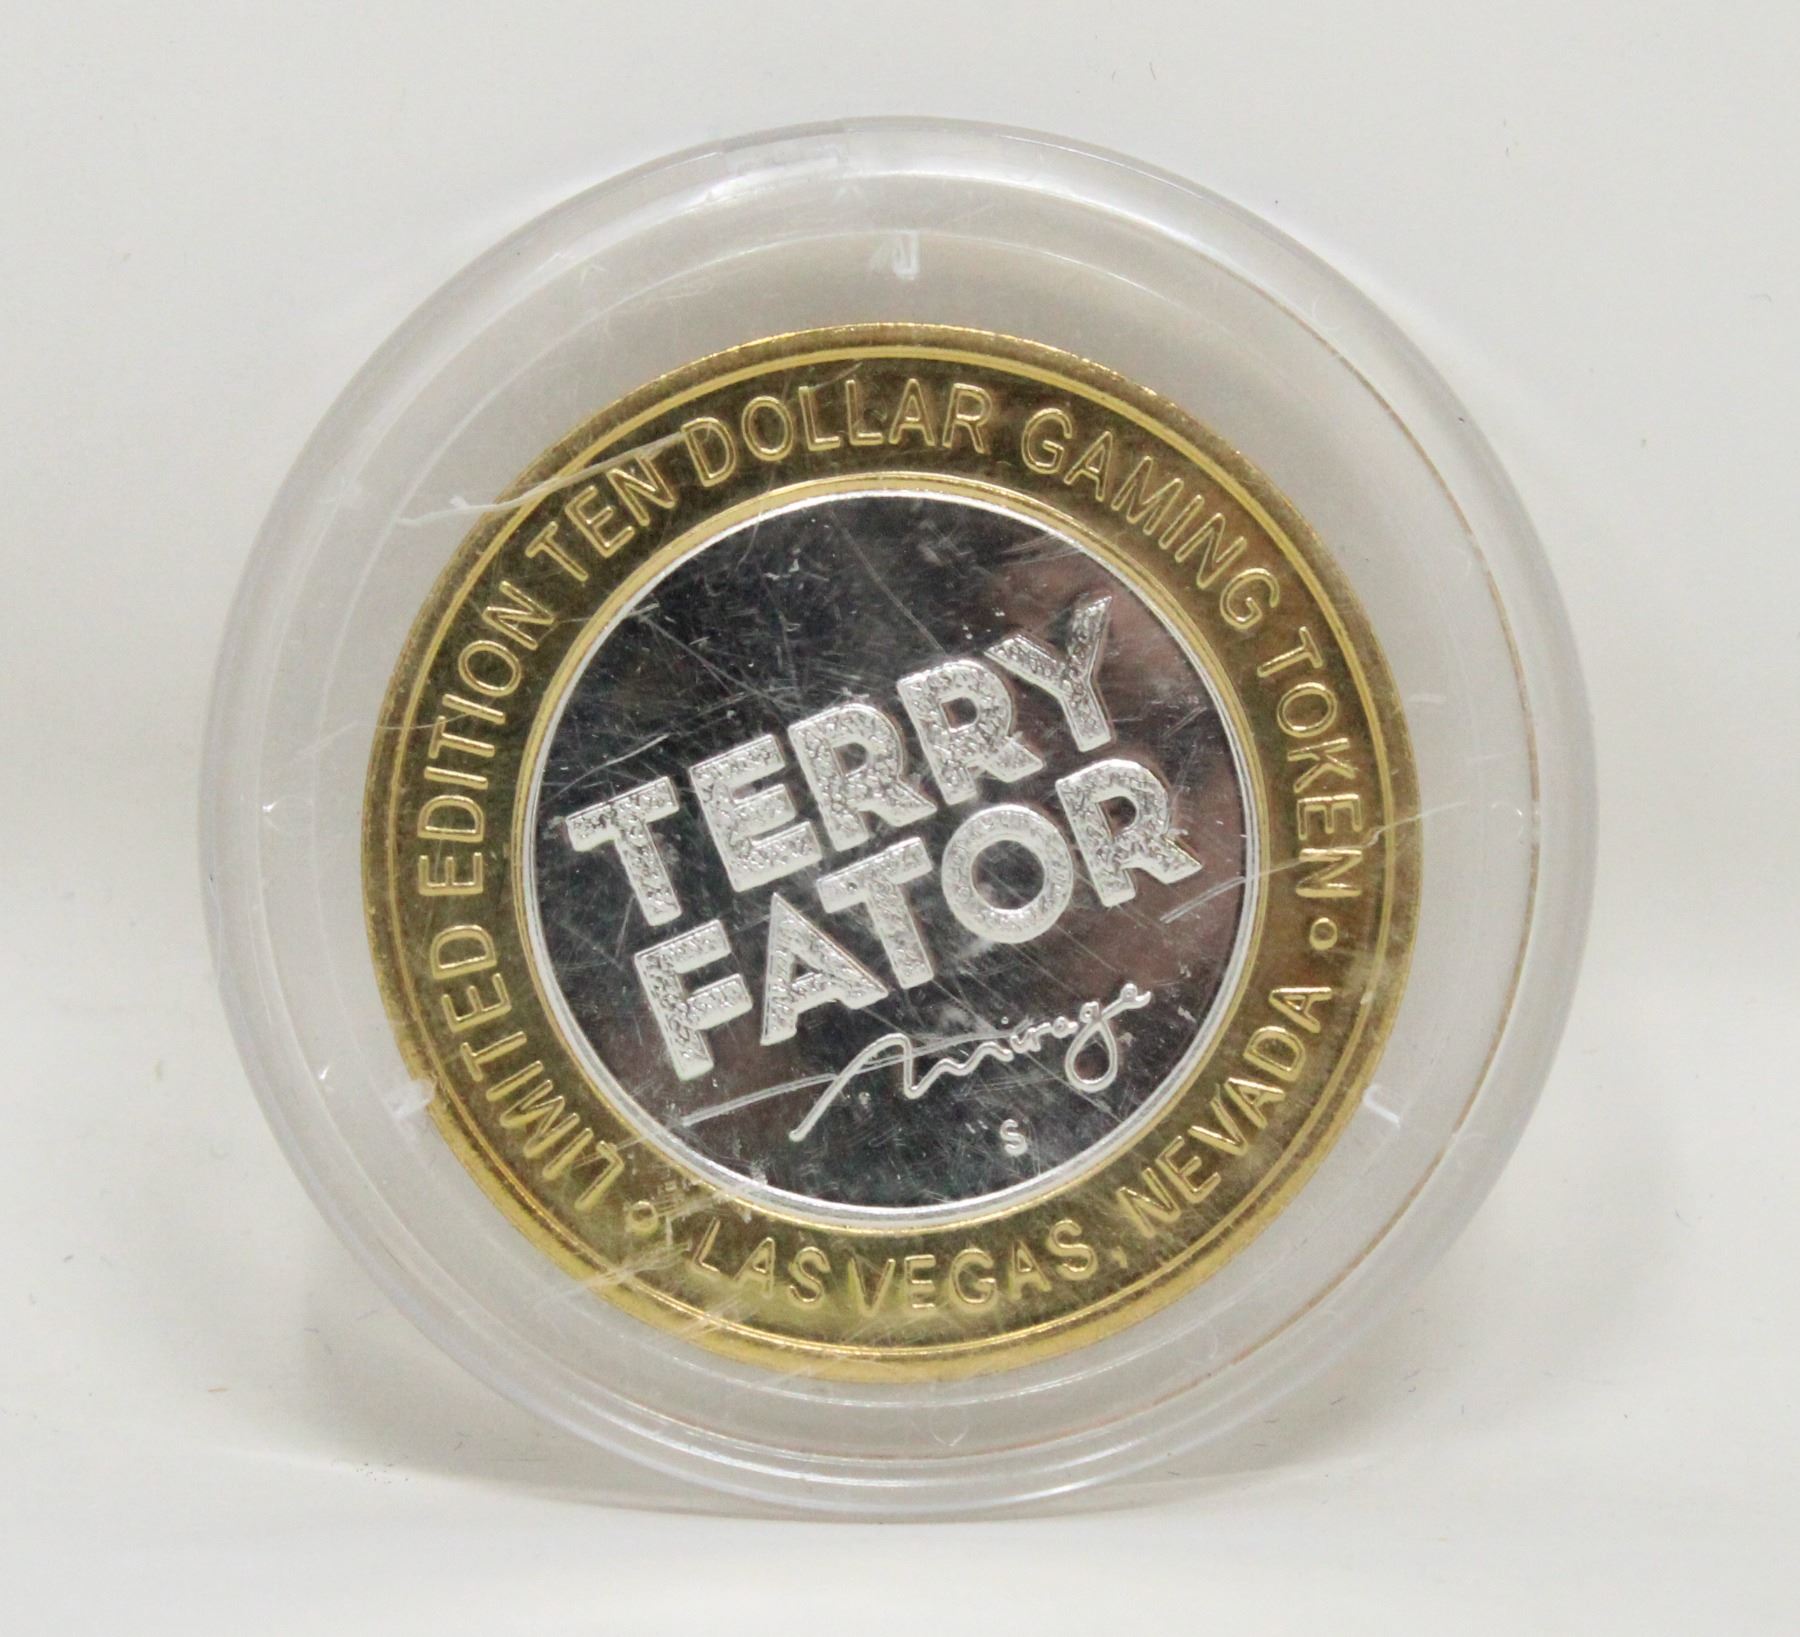 LIMITED EDITION TEN DOLLAR GAMING TOKEN
TERRY
FATOR
Mirage
S
• LAS VEGAS, NEVADA •